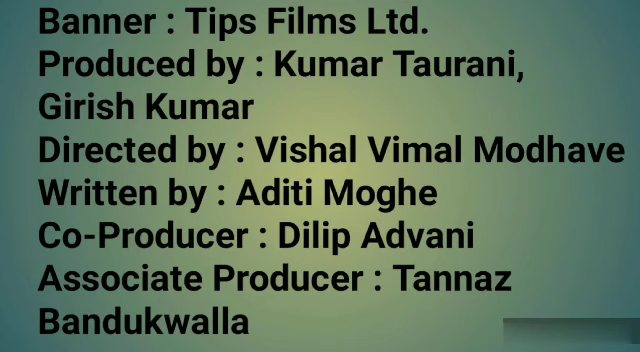 Banner : Tips Films Ltd.
Produced by : Kumar Taurani,
Girish Kumar
Directed by : Vishal Vimal Modhave
Written by : Aditi Moghe
Co-Producer : Dilip Advani
Associate Producer : Tannaz
Bandukwalla